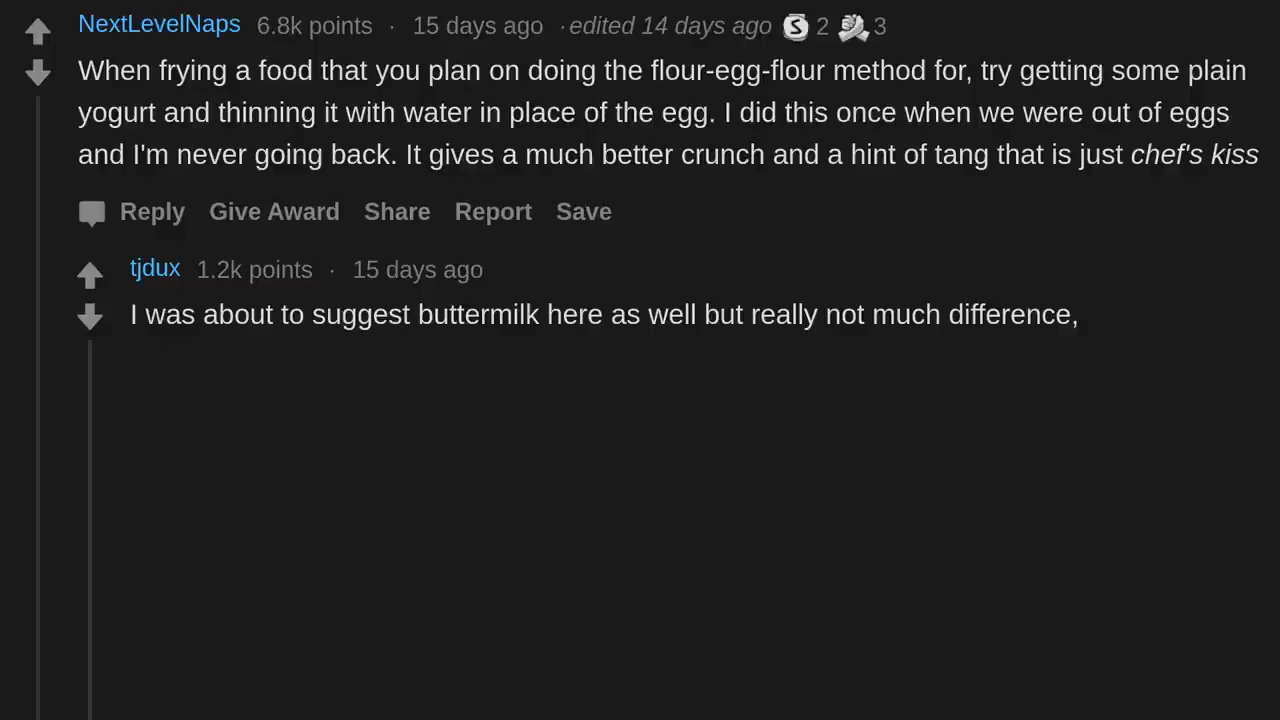 NextLevelNaps 6.8k points · 15 days ago · edited 14 days ago S 2 3
When frying a food that you plan on doing the flour-egg-flour method for, try getting some plain
yogurt and thinning it with water in place of the egg. I did this once when we were out of eggs
and I'm never going back. It gives a much better crunch and a hint of tang that is just chef's kiss
Reply Give Award Share Report Save
tjdux 1.2k points · 15 days ago
I was about to suggest buttermilk here as well but really not much difference,